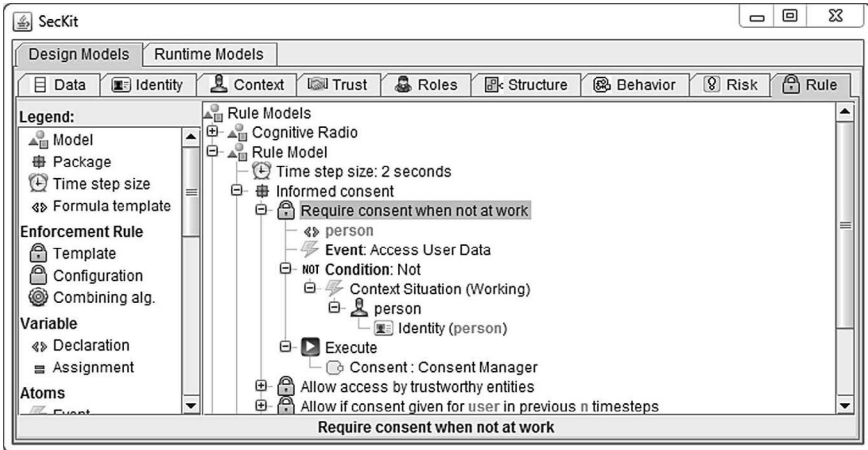 SecKit
Design Models Runtime Models
Data Identity Context Trust Roles Structure Behavior Risk Rule
Legend:
Model
Package
Time step size
Formula template
Enforcement Rule
Template
Configuration
Combining alg.
Variable
Declaration
Assignment
Atoms
Event
Rule Models
Cognitive Radio
Rule Model
Time step size: 2 seconds
Informed consent
Require consent when not at work
person
Event: Access User Data
NOT Condition: Not
Context Situation (Working)
person
Identity (person)
Execute
Consent : Consent Manager
Allow access by trustworthy entities
Allow if consent given for user in previous n timesteps
Require consent when not at work